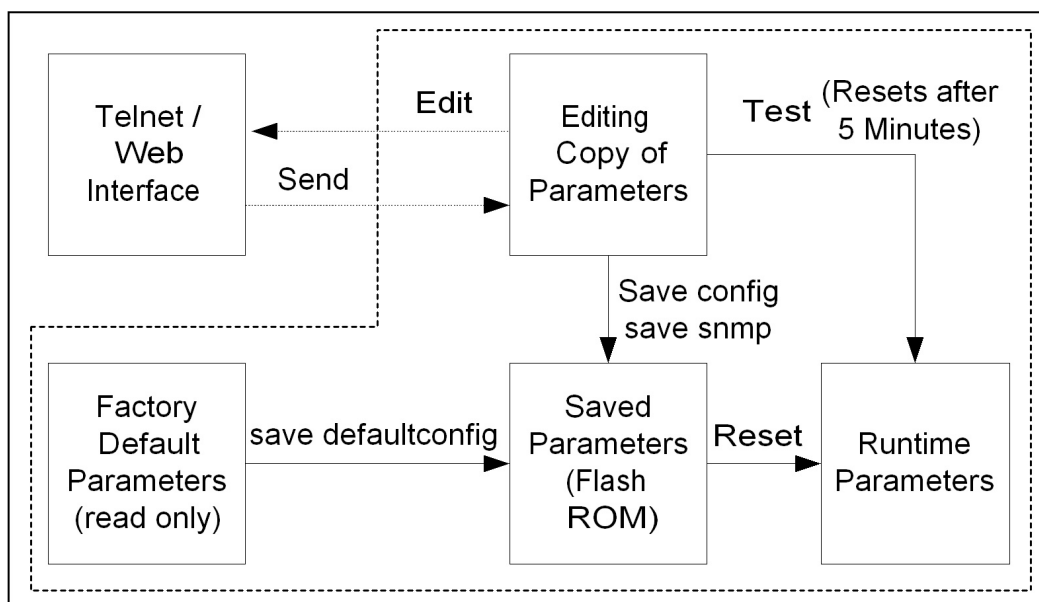 Telnet /
Web
Interface
Edit
Send
Editing
Copy of
Parameters
Test
(Resets after
5 Minutes)
Save config
save snmp
Factory
Default
Parameters
(read only)
save defaultconfig
Saved
Parameters
(Flash
ROM)
Reset
Runtime
Parameters